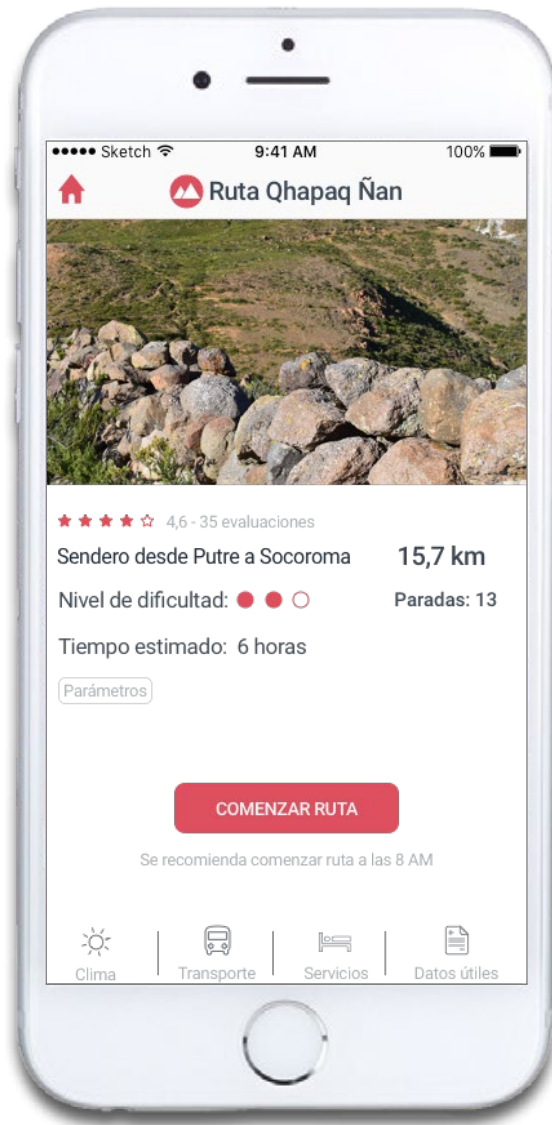 Sketch 9:41 AM 100%
Ruta Qhapaq Ñan
4,6 - 35 evaluaciones
Sendero desde Putre a Socoroma 15,7 km
Nivel de dificultad: Paradas: 13
Tiempo estimado: 6 horas
Parámetros
COMENZAR RUTA
Se recomienda comenzar ruta a las 8 AM
Clima Transporte Servicios Datos útiles